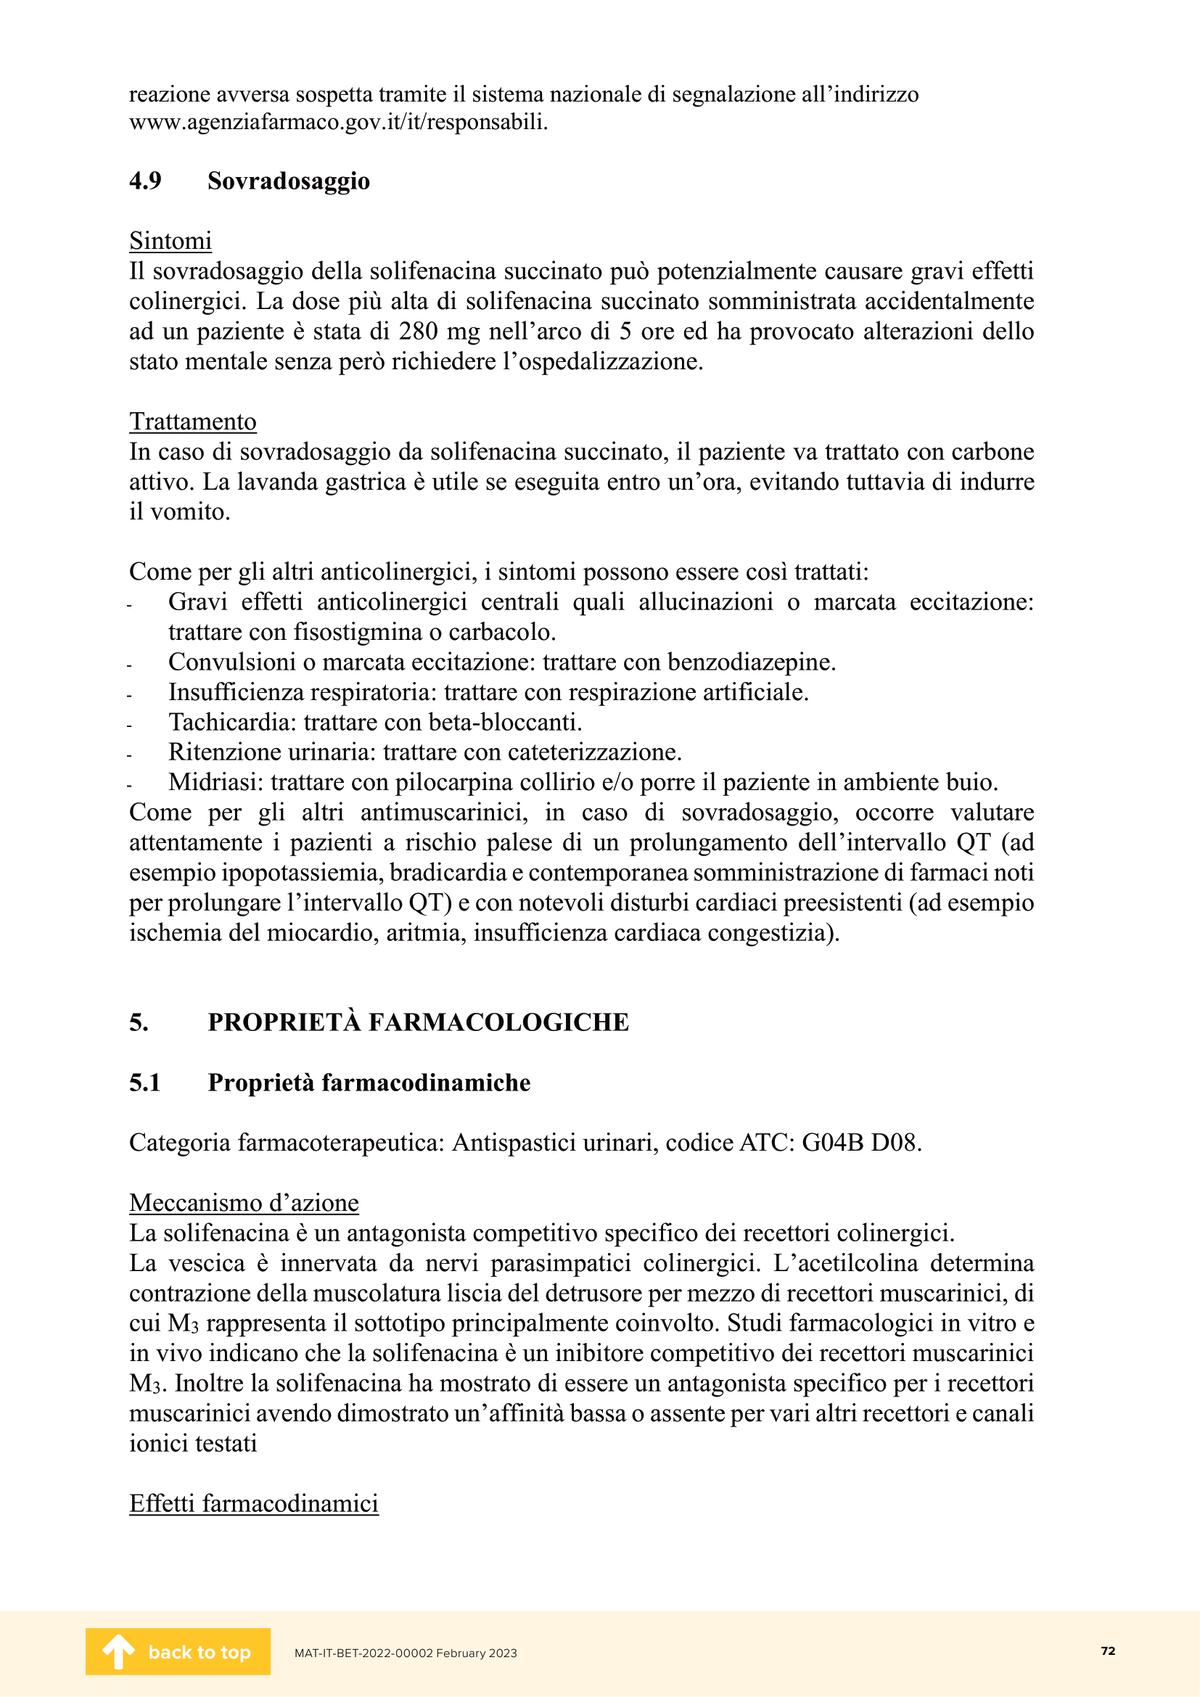 reazione avversa sospetta tramite il sistema nazionale di segnalazione all’indirizzo
www.agenziafarmaco.gov.it/it/responsabili.
4.9 Sovradosaggio
Sintomi
Il sovradosaggio della solifenacina succinato può potenzialmente causare gravi effetti
colinergici. La dose più alta di solifenacina succinato somministrata accidentalmente
ad un paziente è stata di 280 mg nell’arco di 5 ore ed ha provocato alterazioni dello
stato mentale senza però richiedere l’ospedalizzazione.
Trattamento
In caso di sovradosaggio da solifenacina succinato, il paziente va trattato con carbone
attivo. La lavanda gastrica è utile se eseguita entro un’ora, evitando tuttavia di indurre
il vomito.
Come per gli altri anticolinergici, i sintomi possono essere così trattati:
- Gravi effetti anticolinergici centrali quali allucinazioni o marcata eccitazione:
trattare con fisostigmina o carbacolo.
- Convulsioni o marcata eccitazione: trattare con benzodiazepine.
- Insufficienza respiratoria: trattare con respirazione artificiale.
- Tachicardia: trattare con beta-bloccanti.
- Ritenzione urinaria: trattare con cateterizzazione.
- Midriasi: trattare con pilocarpina collirio e/o porre il paziente in ambiente buio.
Come per gli altri antimuscarinici, in caso di sovradosaggio, occorre valutare
attentamente i pazienti a rischio palese di un prolungamento dell’intervallo QT (ad
esempio ipopotassiemia, bradicardia e contemporanea somministrazione di farmaci noti
per prolungare l’intervallo QT) e con notevoli disturbi cardiaci preesistenti (ad esempio
ischemia del miocardio, aritmia, insufficienza cardiaca congestizia).
5. PROPRIETÀ FARMACOLOGICHE
5.1 Proprietà farmacodinamiche
Categoria farmacoterapeutica: Antispastici urinari, codice ATC: G04B D08.
Meccanismo d’azione
La solifenacina è un antagonista competitivo specifico dei recettori colinergici.
La vescica è innervata da nervi parasimpatici colinergici. L’acetilcolina determina
contrazione della muscolatura liscia del detrusore per mezzo di recettori muscarinici, di
cui M3 rappresenta il sottotipo principalmente coinvolto. Studi farmacologici in vitro e
in vivo indicano che la solifenacina è un inibitore competitivo dei recettori muscarinici
M3. Inoltre la solifenacina ha mostrato di essere un antagonista specifico per i recettori
muscarinici avendo dimostrato un’affinità bassa o assente per vari altri recettori e canali
ionici testati
Effetti farmacodinamici
back to top
MAT-IT-BET-2022-00002 February 2023
72